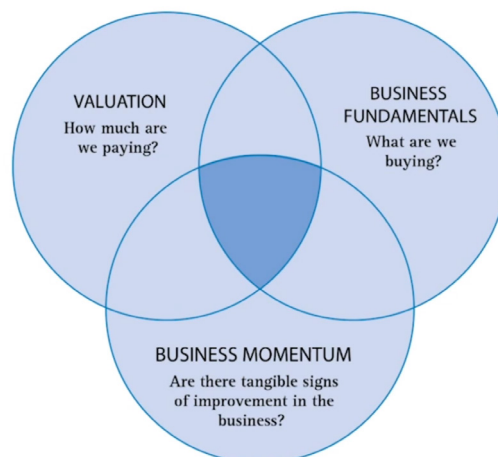 VALUATION
How much are
we paying?
BUSINESS
FUNDAMENTALS
What are we
buying?
BUSINESS MOMENTUM
Are there tangible signs
of improvement in the
business?